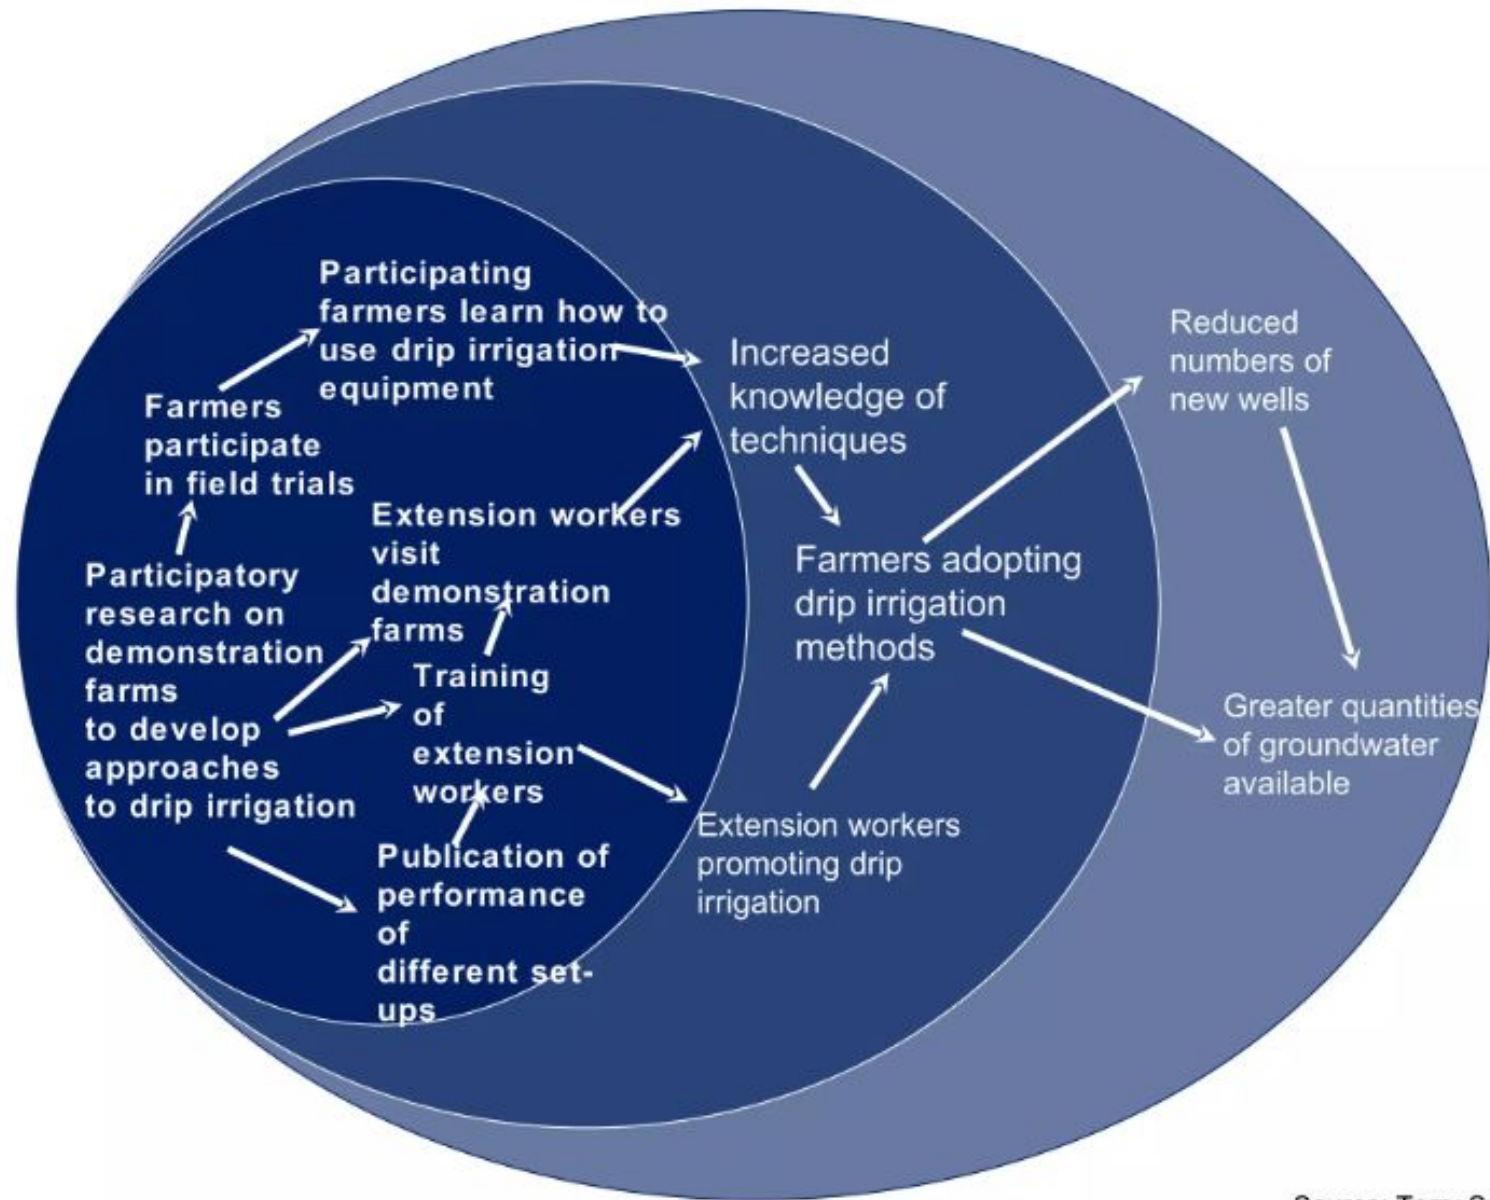 Participating
farmers learn how to
use drip irrigation
equipment
Farmers
participate
in field trials
Extension workers
visit
demonstration
farms
Participatory
research on
demonstration
farms
to develop
approaches
to drip irrigation
Training
of
extension
workers
Publication of
performance
of
different set-
ups
Increased
knowledge of
techniques
Farmers adopting
drip irrigation
methods
Extension workers
promoting drip
irrigation
Reduced
numbers of
new wells
Greater quantities
of groundwater
available